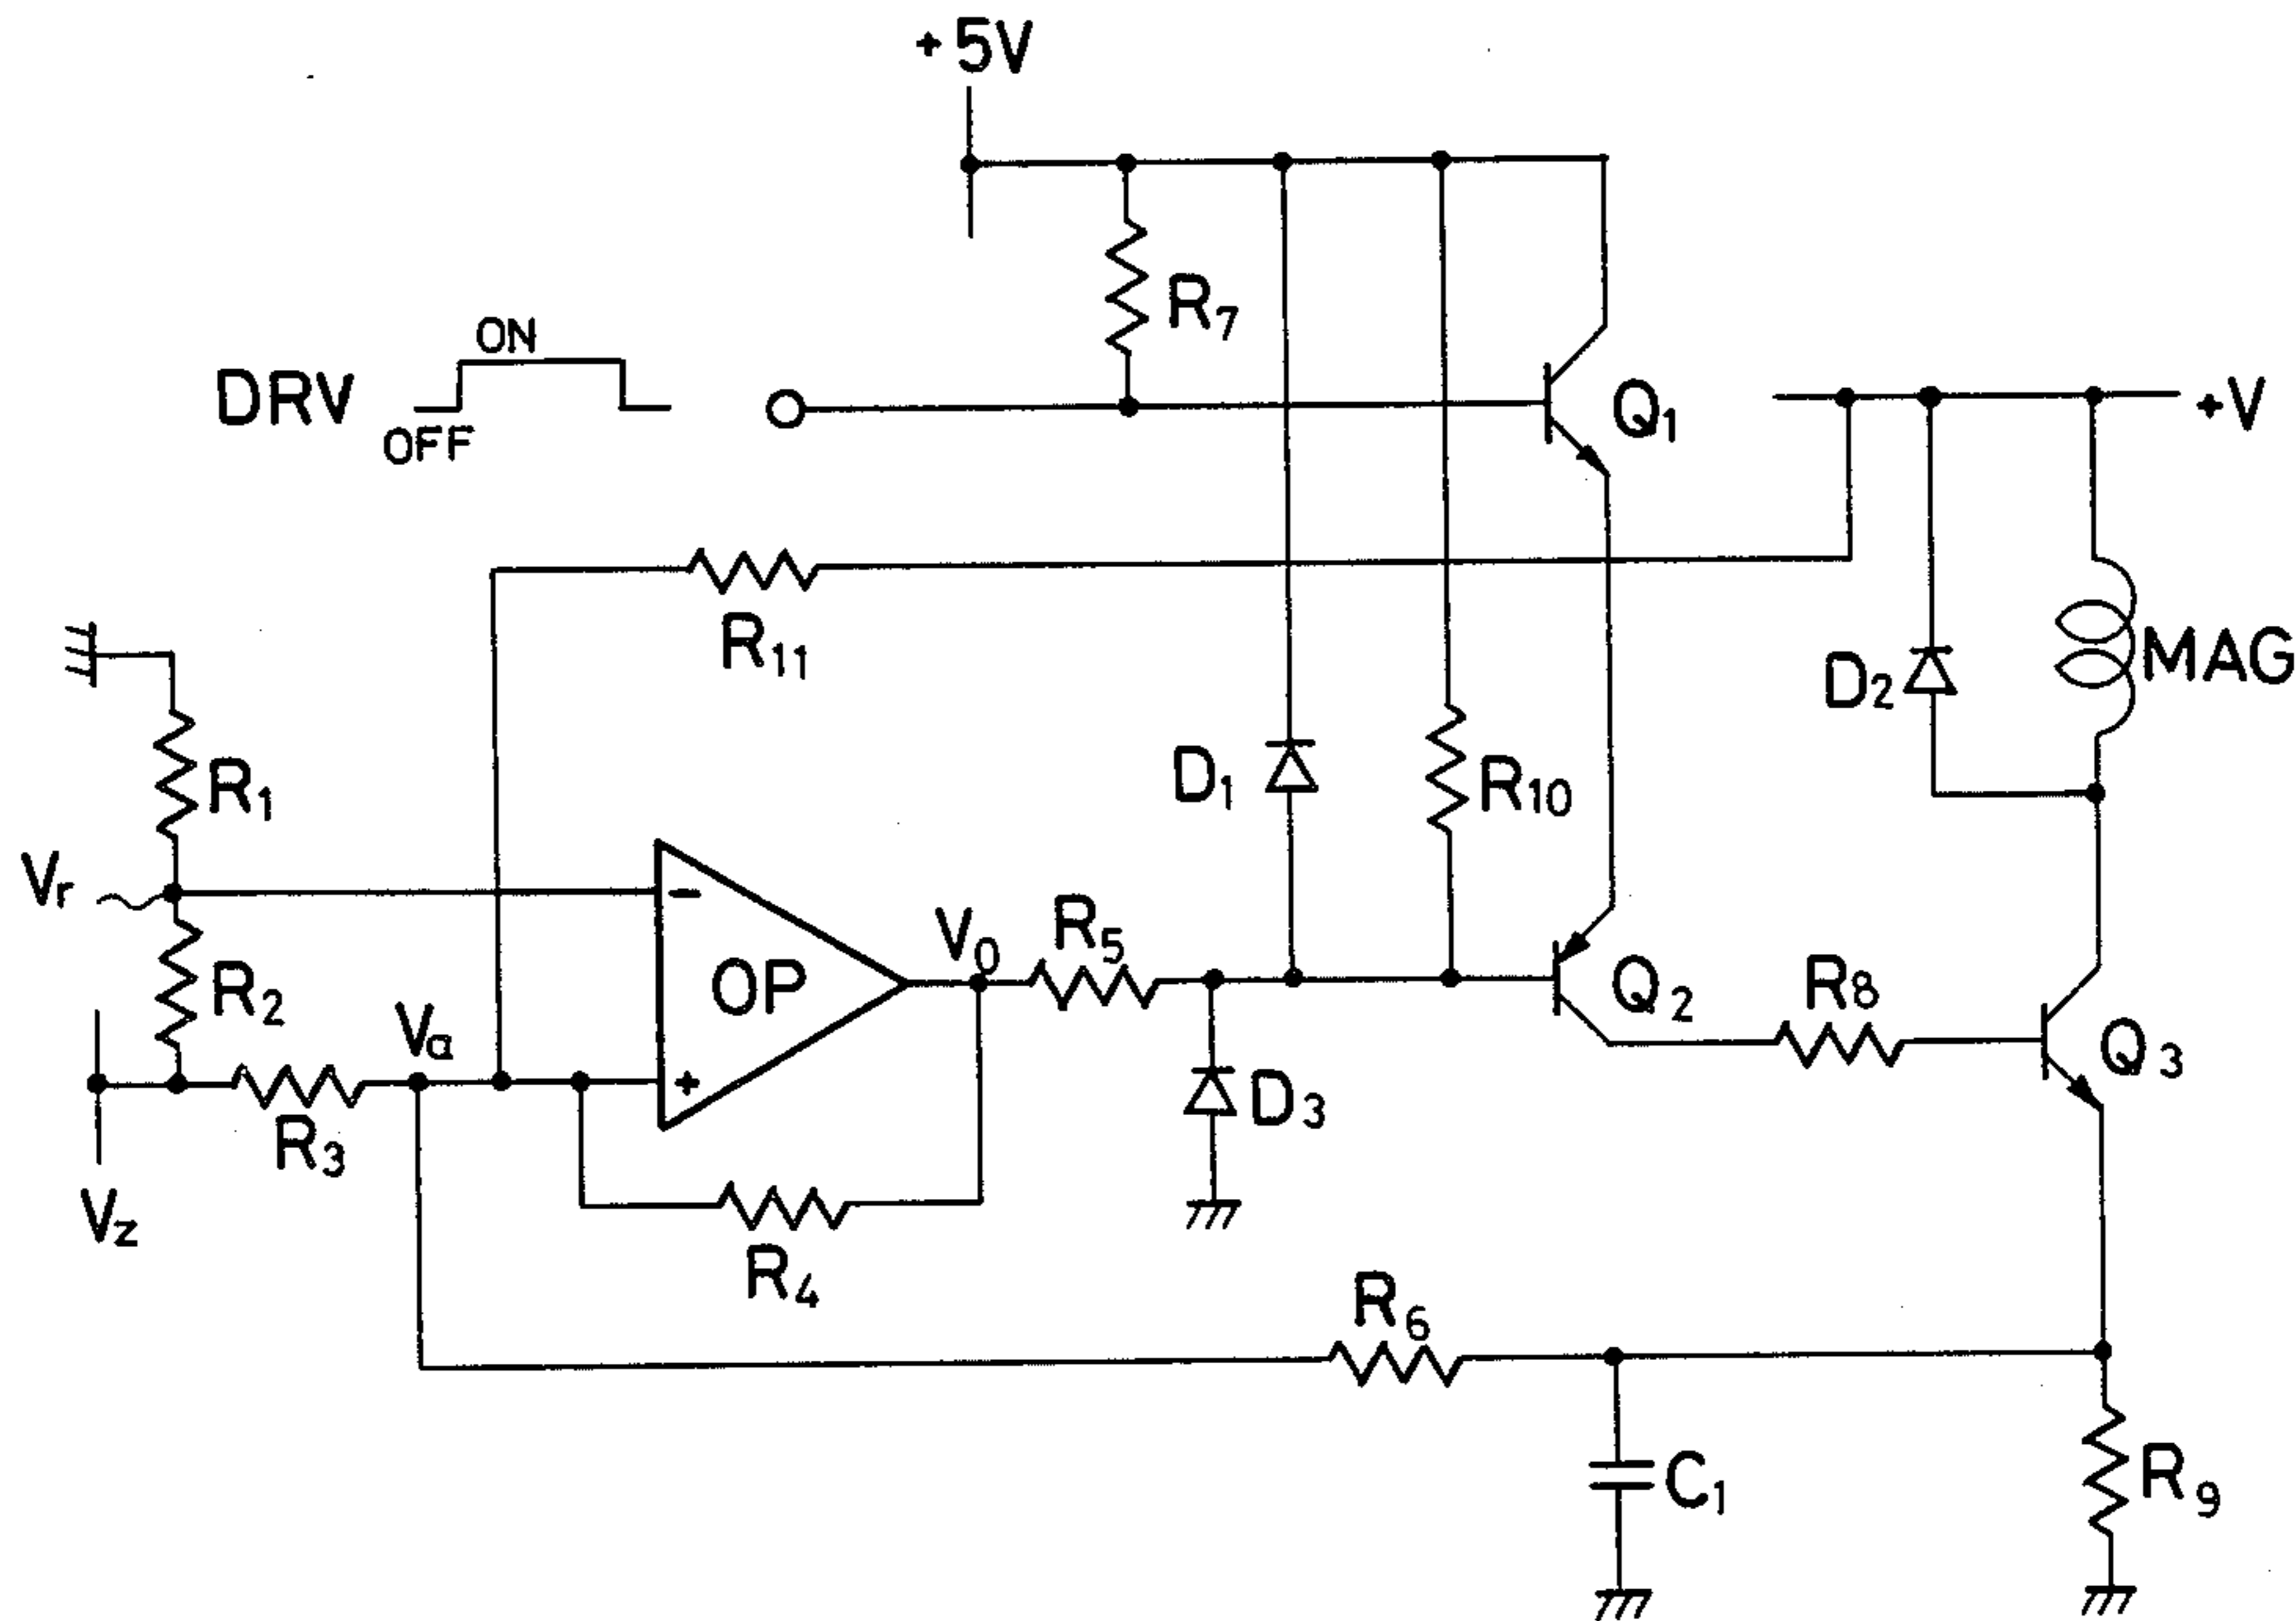 +5V
R7
ON
DRV
OFF
Q1
+V
R11
D2
MAG
D1
R10
R1
Vr
R2
Va
OP
-
+
V0
R5
Q2
R8
Q3
D3
R3
Vz
R4
R6
C1
R9